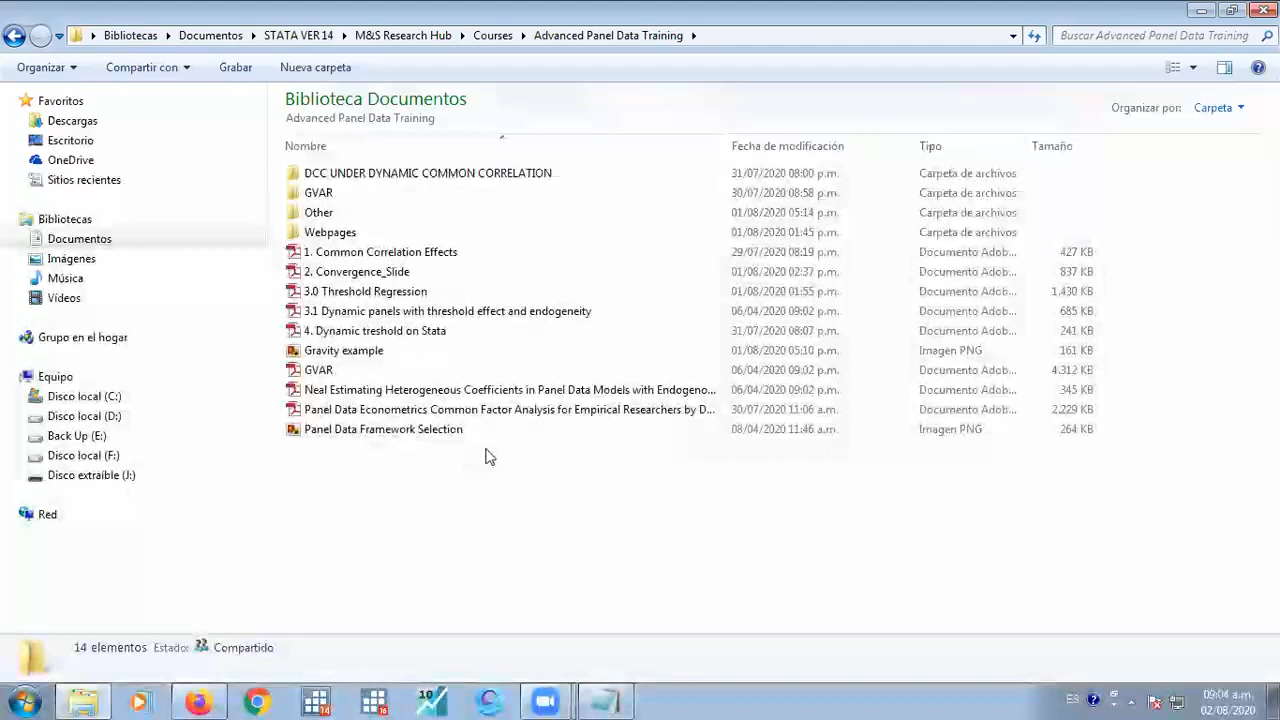 Bibliotecas Documentos STATA VER 14 M&S Research Hub Courses Advanced Panel Data Training Buscar Advanced Panel Data Training
Organizar Compartir con Grabar Nueva carpeta
Favoritos
Descargas
Escritorio
OneDrive
Sitios recientes
Bibliotecas
Documentos
Imágenes
Música
Vídeos
Grupo en el hogar
Equipo
Disco local (C:)
Disco local (D:)
Back Up (E:)
Disco local (F:)
Disco extraíble (J:)
Red
Biblioteca Documentos
Advanced Panel Data Training
Organizar por: Carpeta
Nombre Fecha de modificación Tipo Tamaño
DCC UNDER DYNAMIC COMMON CORRELATION 31/07/2020 08:00 p.m. Carpeta de archivos
GVAR 30/07/2020 08:58 p.m. Carpeta de archivos
Other 01/08/2020 05:14 p.m. Carpeta de archivos
Webpages 01/08/2020 01:45 p.m. Carpeta de archivos
1. Common Correlation Effects 29/07/2020 08:19 p.m. Documento Adob... 427 KB
2. Convergence_Slide 01/08/2020 02:37 p.m. Documento Adob... 837 KB
3.0 Threshold Regression 01/08/2020 01:55 p.m. Documento Adob... 1.430 KB
3.1 Dynamic panels with threshold effect and endogeneity 06/04/2020 09:02 p.m. Documento Adob... 685 KB
4. Dynamic treshold on Stata 31/07/2020 08:07 p.m. Documento Adob... 241 KB
Gravity example 01/08/2020 05:10 p.m. Imagen PNG 161 KB
GVAR 06/04/2020 09:02 p.m. Documento Adob... 4.312 KB
Neal Estimating Heterogeneous Coefficients in Panel Data Models with Endogeno... 06/04/2020 09:02 p.m. Documento Adob... 345 KB
Panel Data Econometrics Common Factor Analysis for Empirical Researchers by D... 30/07/2020 11:06 a.m. Documento Adob... 2.229 KB
Panel Data Framework Selection 08/04/2020 11:46 a.m. Imagen PNG 264 KB
14 elementos Estado: Compartido
14 16 10 ES 09:04 a.m.
02/08/2020